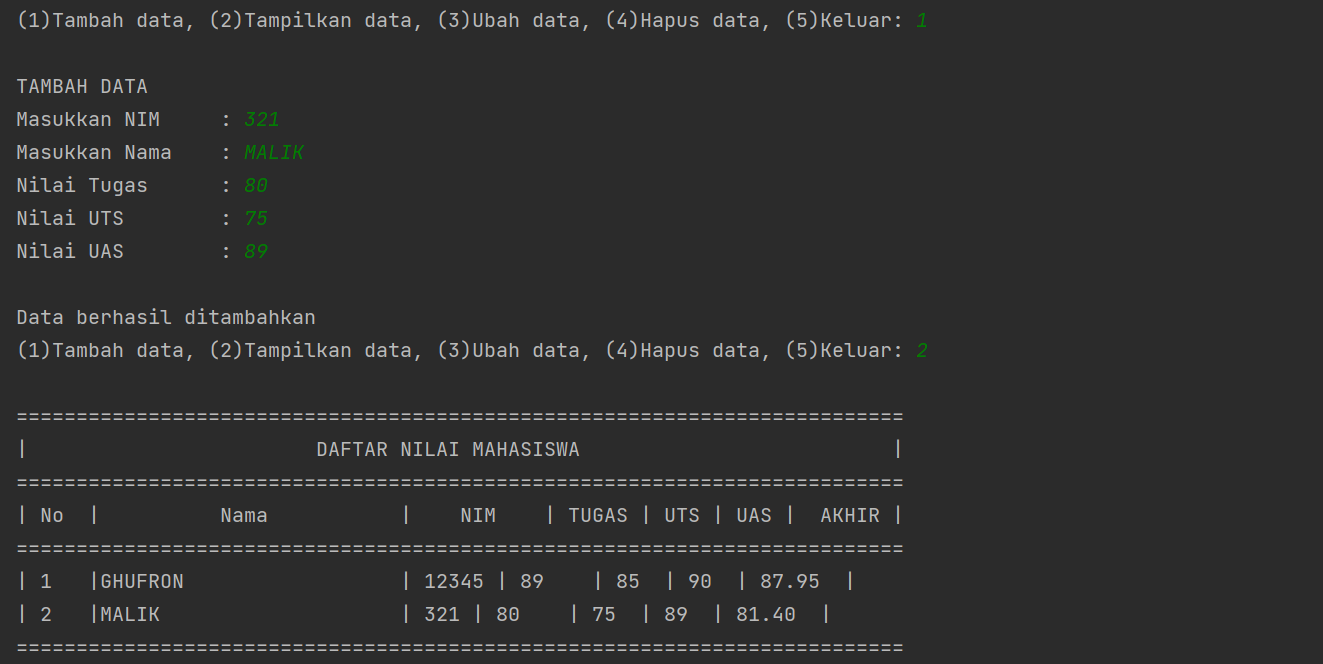 (1)Tambah data, (2)Tampilkan data, (3)Ubah data, (4)Hapus data, (5)Keluar: 1
TAMBAH DATA
Masukkan NIM     : 321
Masukkan Nama    : MALIK
Nilai Tugas      : 80
Nilai UTS        : 75
Nilai UAS        : 89
Data berhasil ditambahkan
(1)Tambah data, (2)Tampilkan data, (3)Ubah data, (4)Hapus data, (5)Keluar: 2
==========================================================================
|                        DAFTAR NILAI MAHASISWA                          |
==========================================================================
| No  |          Nama           |    NIM    | TUGAS | UTS | UAS |  AKHIR |
==========================================================================
| 1   |GHUFRON                  | 12345 | 89    | 85  | 90  | 87.95  |
| 2   |MALIK                    | 321 | 80    | 75  | 89  | 81.40  |
==========================================================================